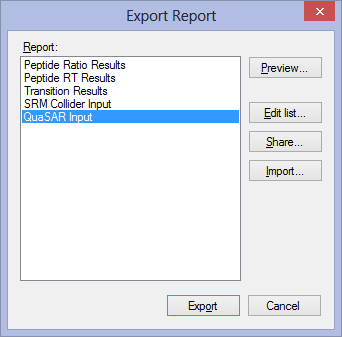 Export Report
Report:
Peptide Ratio Results
Peptide RT Results
Transition Results
SRM Collider Input
QuaSAR Input
Preview...
Edit list...
Share...
Import...
Export
Cancel